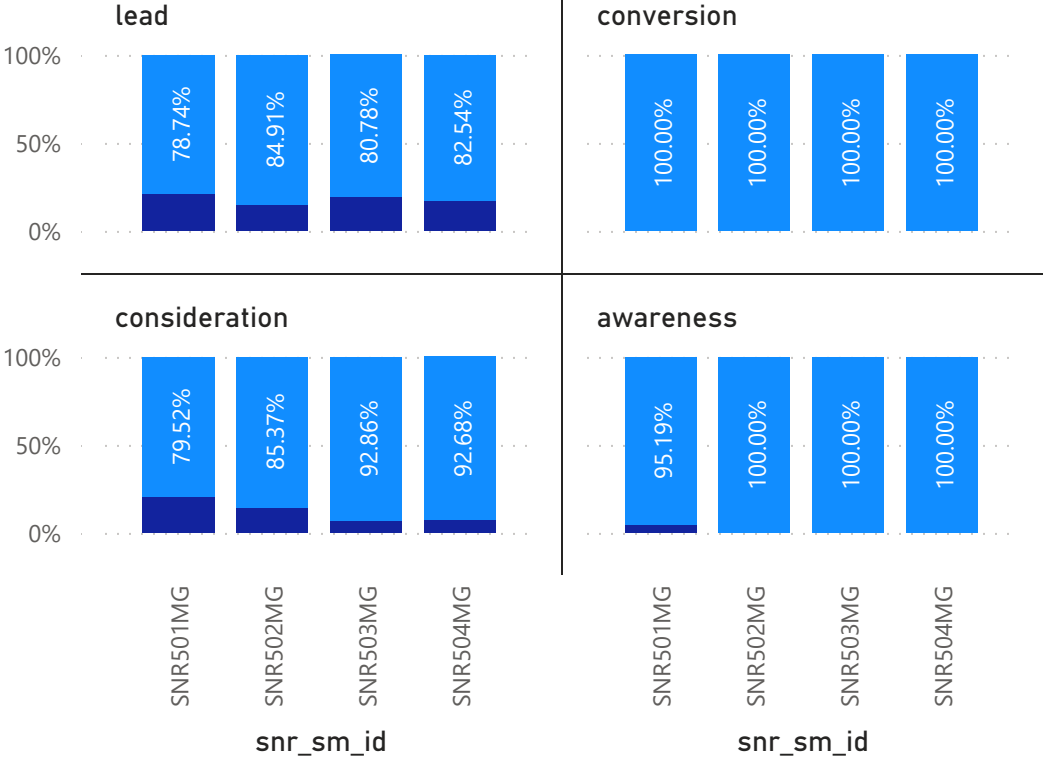 lead
100%
50%
0%
78.74%
84.91%
80.78%
82.54%
conversion
100.00%
100.00%
100.00%
100.00%
consideration
100%
50%
0%
79.52%
85.37%
92.86%
92.68%
SNR501MG
SNR502MG
SNR503MG
SNR504MG
snr_sm_id
awareness
95.19%
100.00%
100.00%
100.00%
SNR501MG
SNR502MG
SNR503MG
SNR504MG
snr_sm_id